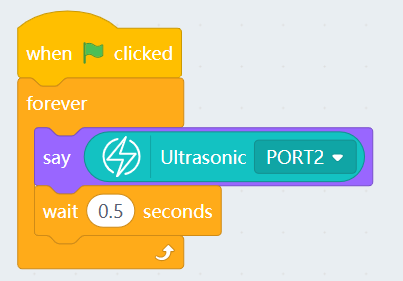 when clicked
forever
say Ultrasonic PORT2
wait 0.5 seconds